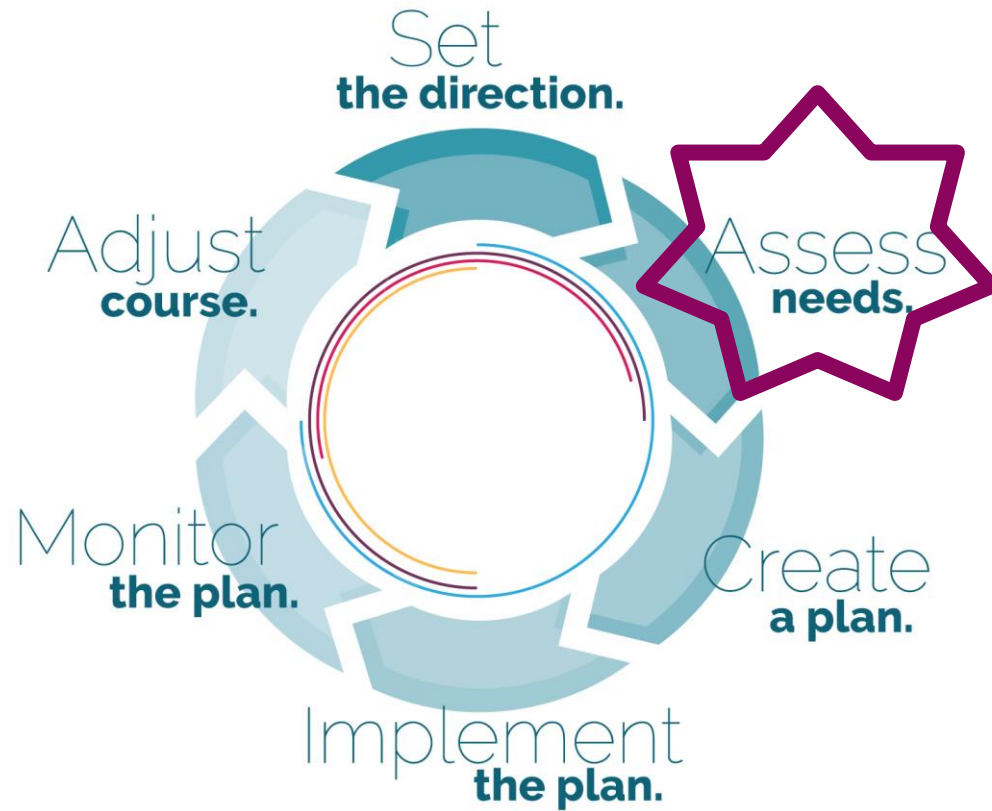 Set
the direction.
Assess
needs.
Create
a plan.
Implement
the plan.
Monitor
the plan.
Adjust
course.